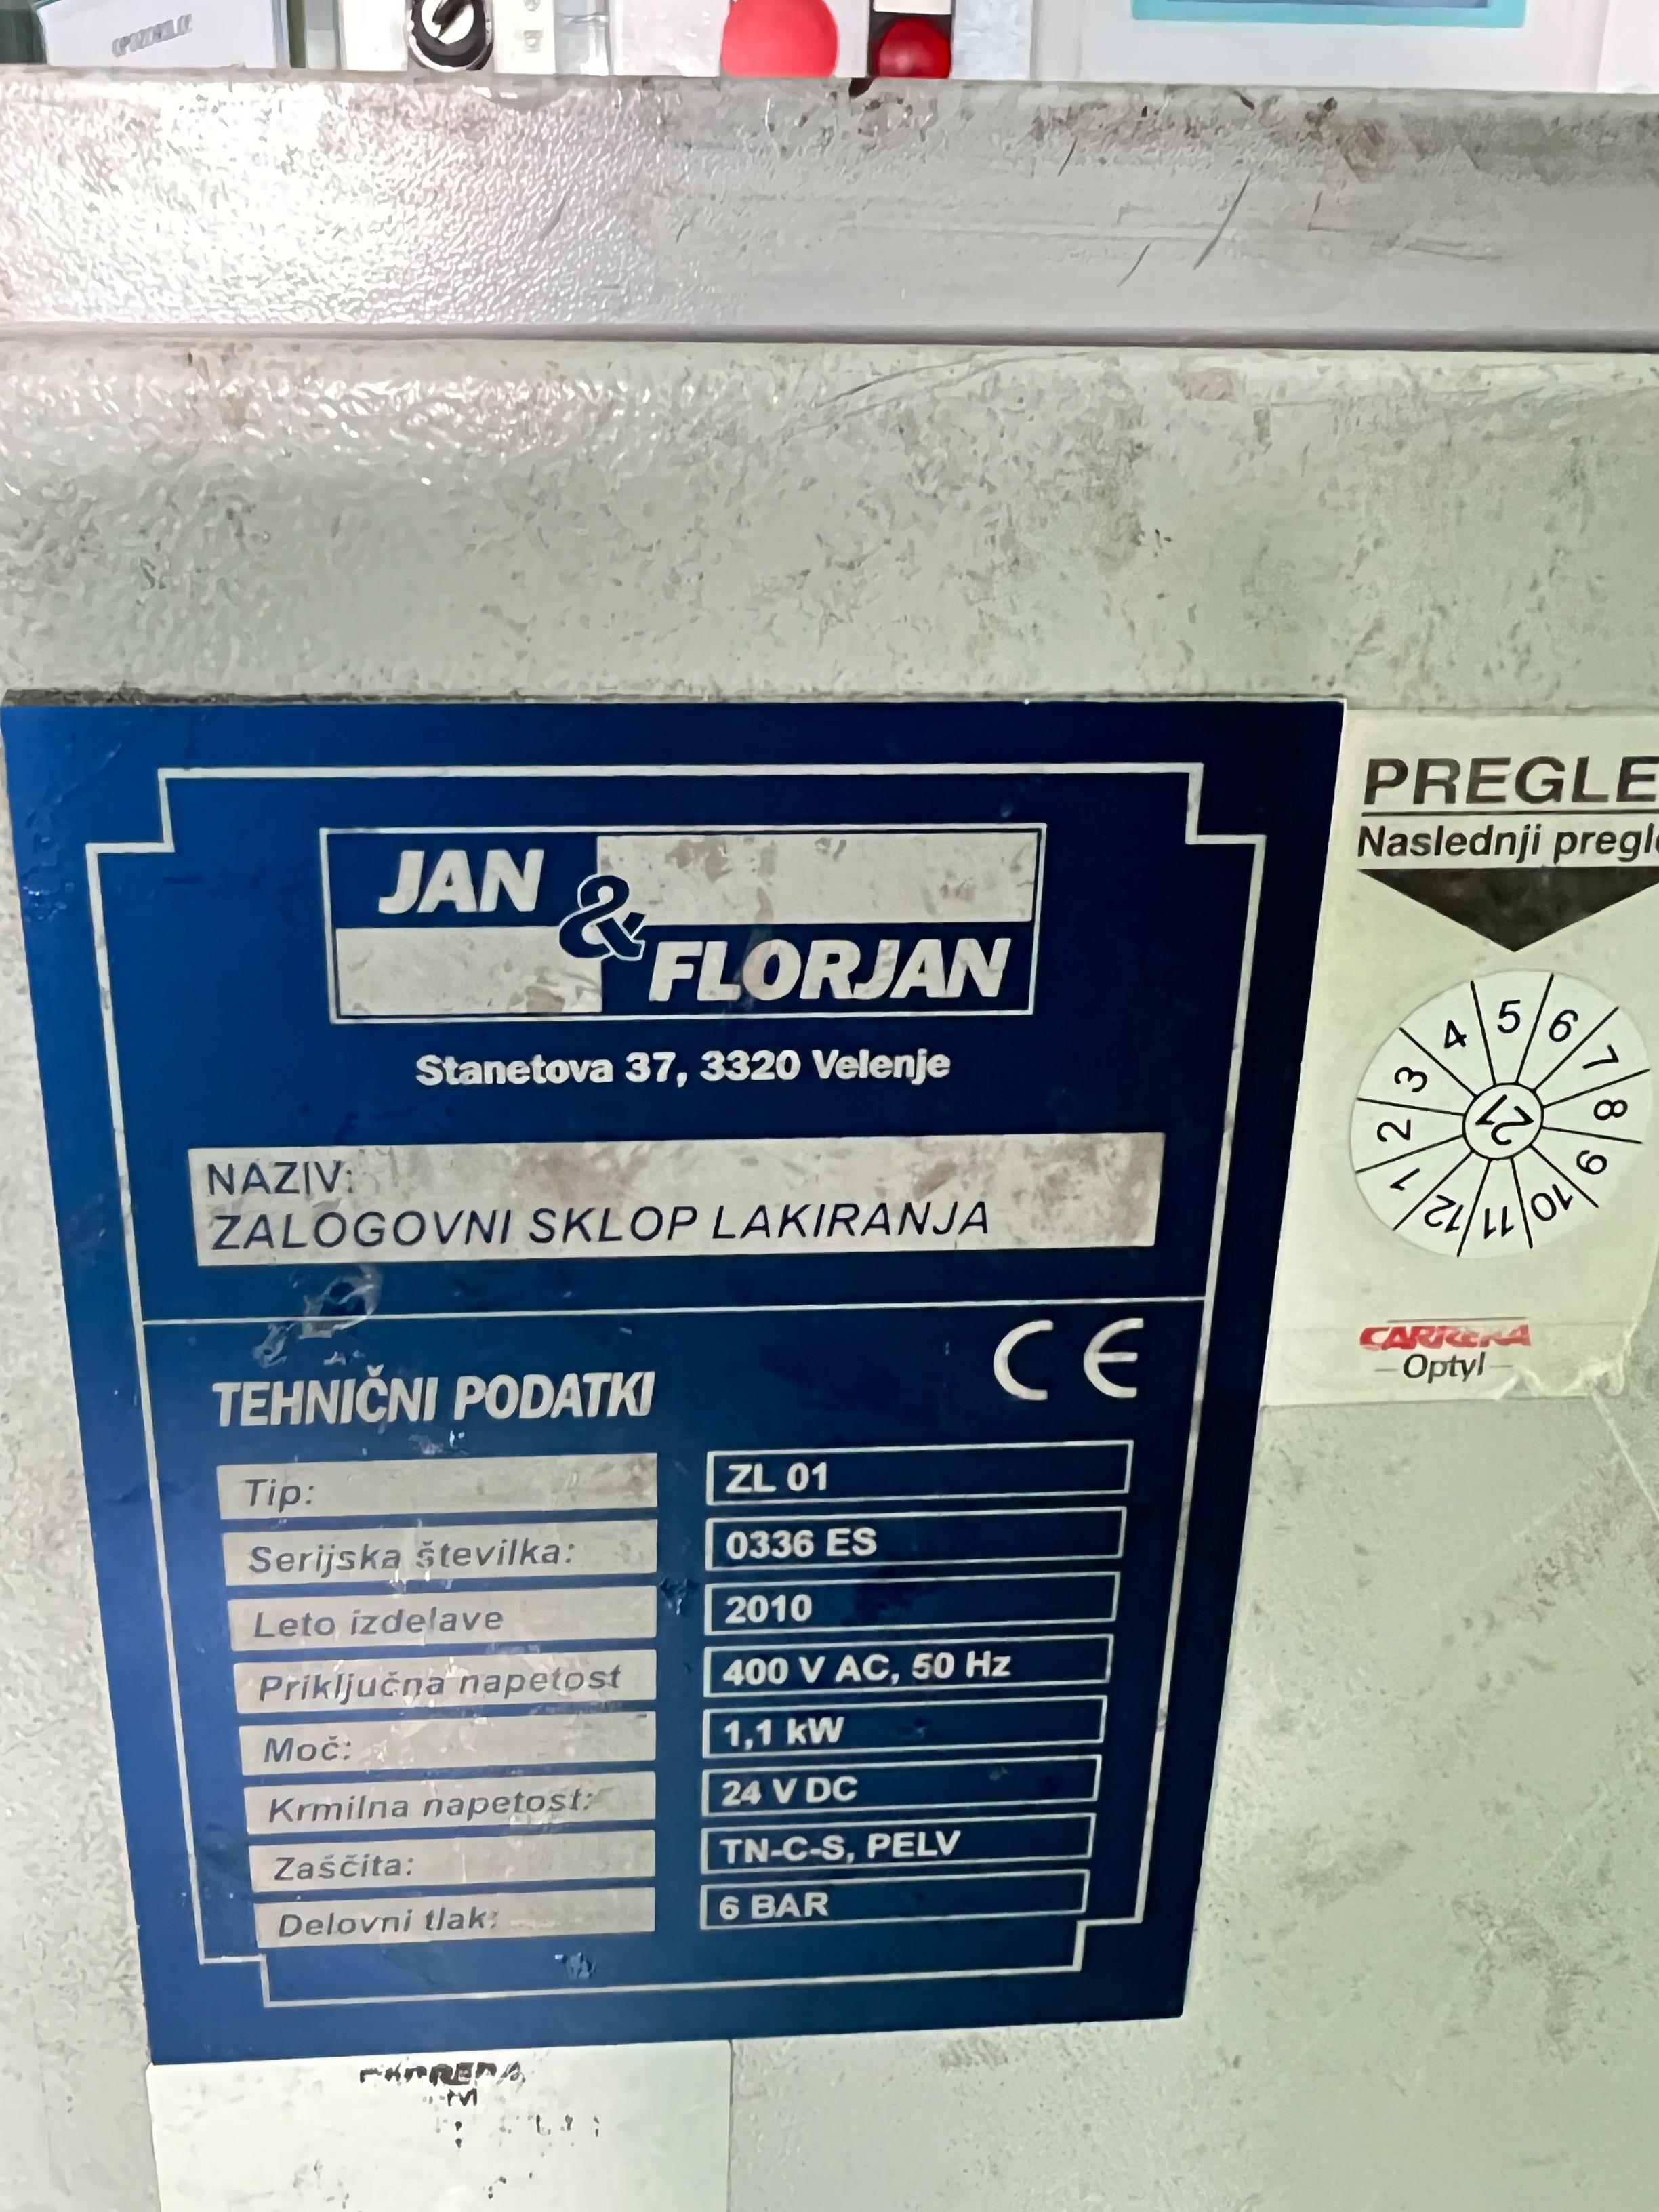 JAN
&
FLORJAN
Stanetova 37, 3320 Velenje
NAZIV:
ZALOGOVNI SKLOP LAKIRANJA
CE
TEHNIČNI PODATKI
Tip: ZL 01
Serijska številka: 0336 ES
Leto izdelave 2010
Priključna napetost 400 V AC, 50 Hz
Moč: 1,1 kW
Krmilna napetost: 24 V DC
Zaščita: TN-C-S, PELV
Delovni tlak: 6 BAR
PREGLE
Naslednji pregle
1 2 3 4 5 6 7 8 9 10 11 12
21
CARRERA
Optyl